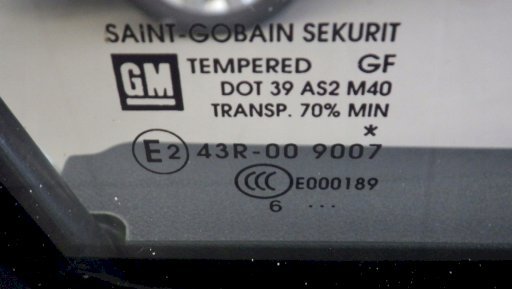 SAiNT-GOBAIN SEKURIT
GM TEMPERED GF
DOT 39 AS2 M40
TRANSP. 70% MIN
*
E2 43R-00 9007
CCC E000189
6 ...